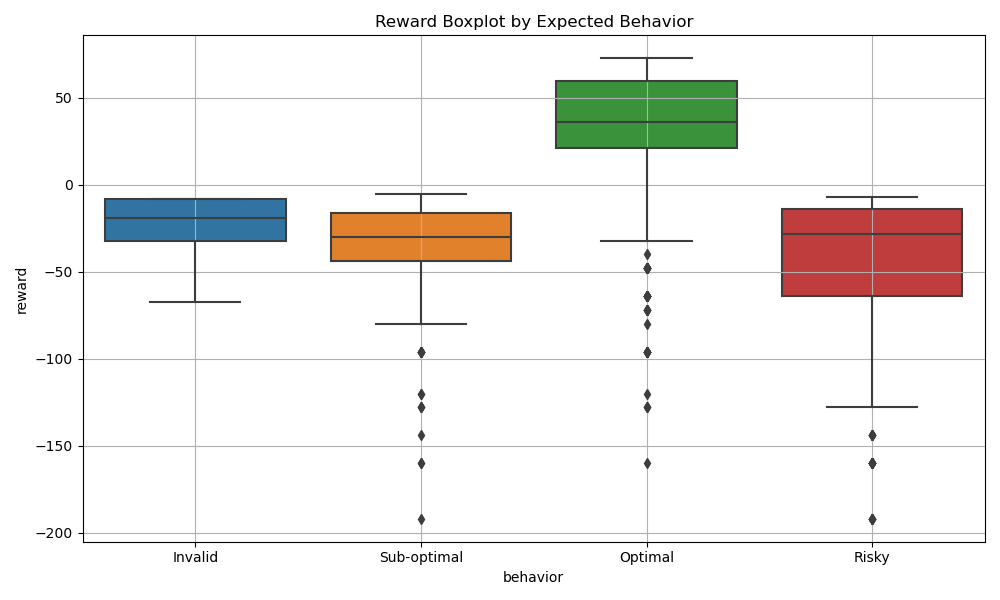 Reward Boxplot by Expected Behavior
50
0
−50
−100
−150
−200
reward
Invalid
Sub-optimal
Optimal
Risky
behavior